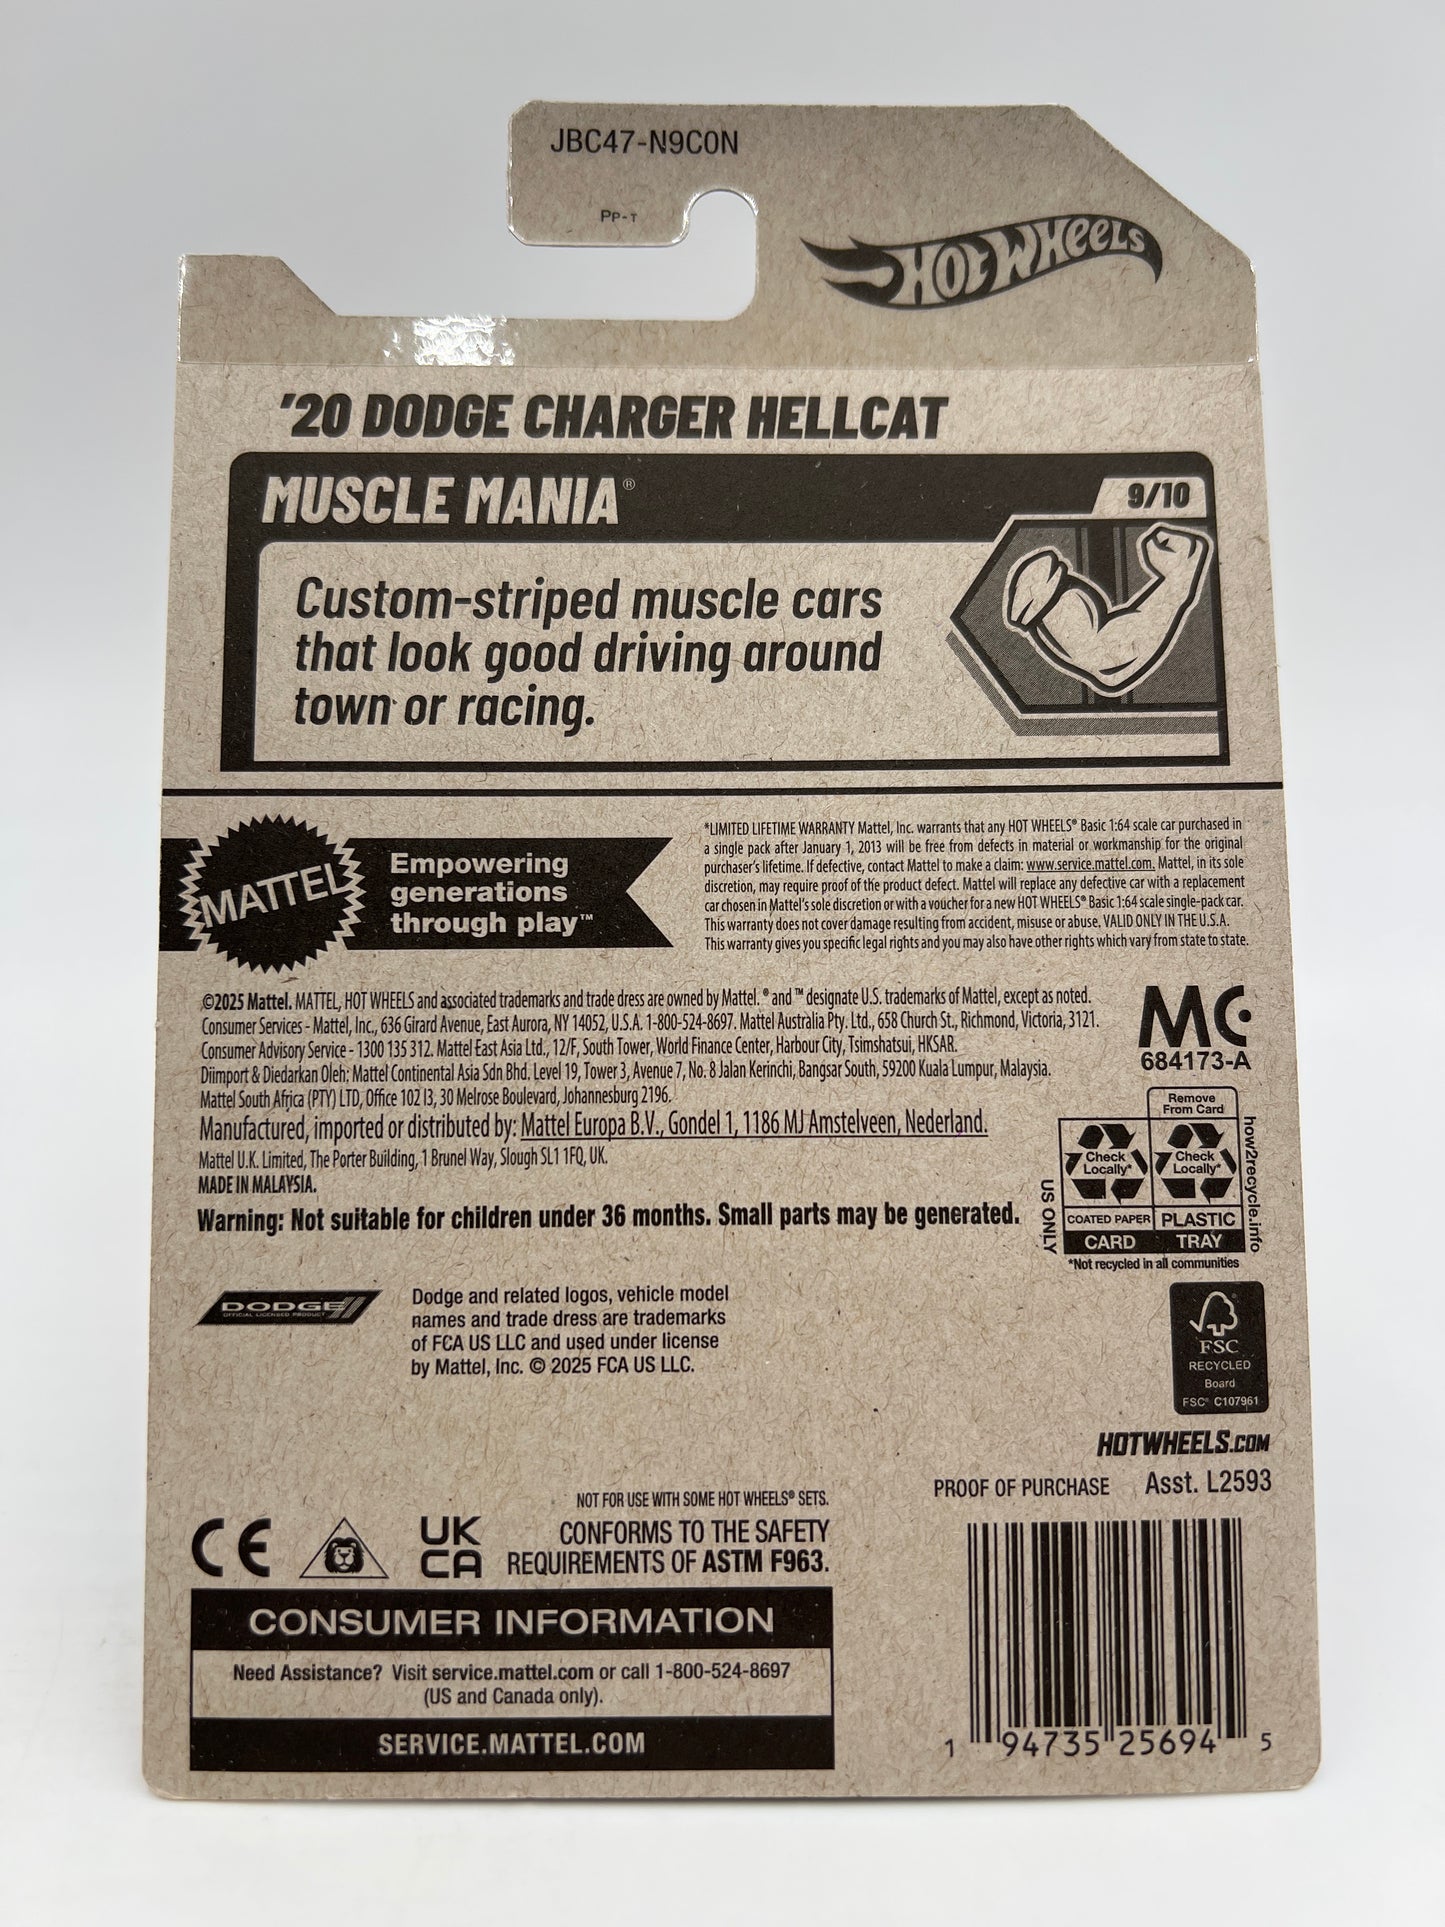 JBC47-N9C0N
PP-T
HOT WHEELS
'20 DODGE CHARGER HELLCAT
MUSCLE MANIA®
9/10
Custom-striped muscle cars
that look good driving around
town or racing.
MATTEL
Empowering
generations
through play™
*LIMITED LIFETIME WARRANTY Mattel, Inc. warrants that any HOT WHEELS® Basic 1:64 scale car purchased in
a single pack after January 1, 2013 will be free from defects in material or workmanship for the original
purchaser's lifetime. If defective, contact Mattel to make a claim: www.service.mattel.com. Mattel, in its sole
discretion, may require proof of the product defect. Mattel will replace any defective car with a replacement
car chosen in Mattel's sole discretion or with a voucher for a new HOT WHEELS® Basic 1:64 scale single-pack car.
This warranty does not cover damage resulting from accident, misuse or abuse. VALID ONLY IN THE U.S.A.
This warranty gives you specific legal rights and you may also have other rights which vary from state to state.
©2025 Mattel. MATTEL, HOT WHEELS and associated trademarks and trade dress are owned by Mattel. ® and ™ designate U.S. trademarks of Mattel, except as noted.
Consumer Services - Mattel, Inc., 636 Girard Avenue, East Aurora, NY 14052, U.S.A. 1-800-524-8697. Mattel Australia Pty. Ltd., 658 Church St., Richmond, Victoria, 3121.
Consumer Advisory Service - 1300 135 312. Mattel East Asia Ltd., 12/F, South Tower, World Finance Center, Harbour City, Tsimshatsui, HKSAR.
Diimport & Diedarkan Oleh: Mattel Continental Asia Sdn Bhd. Level 19, Tower 3, Avenue 7, No. 8 Jalan Kerinchi, Bangsar South, 59200 Kuala Lumpur, Malaysia.
Mattel South Africa (PTY) LTD, Office 102 I3, 30 Melrose Boulevard, Johannesburg 2196.
Manufactured, imported or distributed by: Mattel Europa B.V., Gondel 1, 1186 MJ Amstelveen, Nederland.
Mattel U.K. Limited, The Porter Building, 1 Brunel Way, Slough SL1 1FQ, UK.
MADE IN MALAYSIA.
Warning: Not suitable for children under 36 months. Small parts may be generated.
MC
684173-A
Remove
From Card
Check
Locally*
Check
Locally*
COATED PAPER
PLASTIC
CARD
TRAY
US ONLY
how2recycle.info
*Not recycled in all communities
DODGE
OFFICIAL LICENSED PRODUCT
Dodge and related logos, vehicle model
names and trade dress are trademarks
of FCA US LLC and used under license
by Mattel, Inc. © 2025 FCA US LLC.
FSC
RECYCLED
Board
FSC® C107961
HOTWHEELS.COM
PROOF OF PURCHASE Asst. L2593
NOT FOR USE WITH SOME HOT WHEELS® SETS.
CE
UK
CA
CONFORMS TO THE SAFETY
REQUIREMENTS OF ASTM F963.
CONSUMER INFORMATION
Need Assistance? Visit service.mattel.com or call 1-800-524-8697
(US and Canada only).
SERVICE.MATTEL.COM
1 94735 25694 5